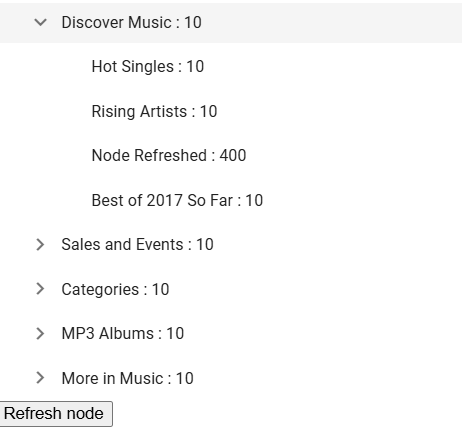 Discover Music : 10
Hot Singles : 10
Rising Artists : 10
Node Refreshed : 400
Best of 2017 So Far : 10
Sales and Events : 10
Categories : 10
MP3 Albums : 10
More in Music : 10
Refresh node